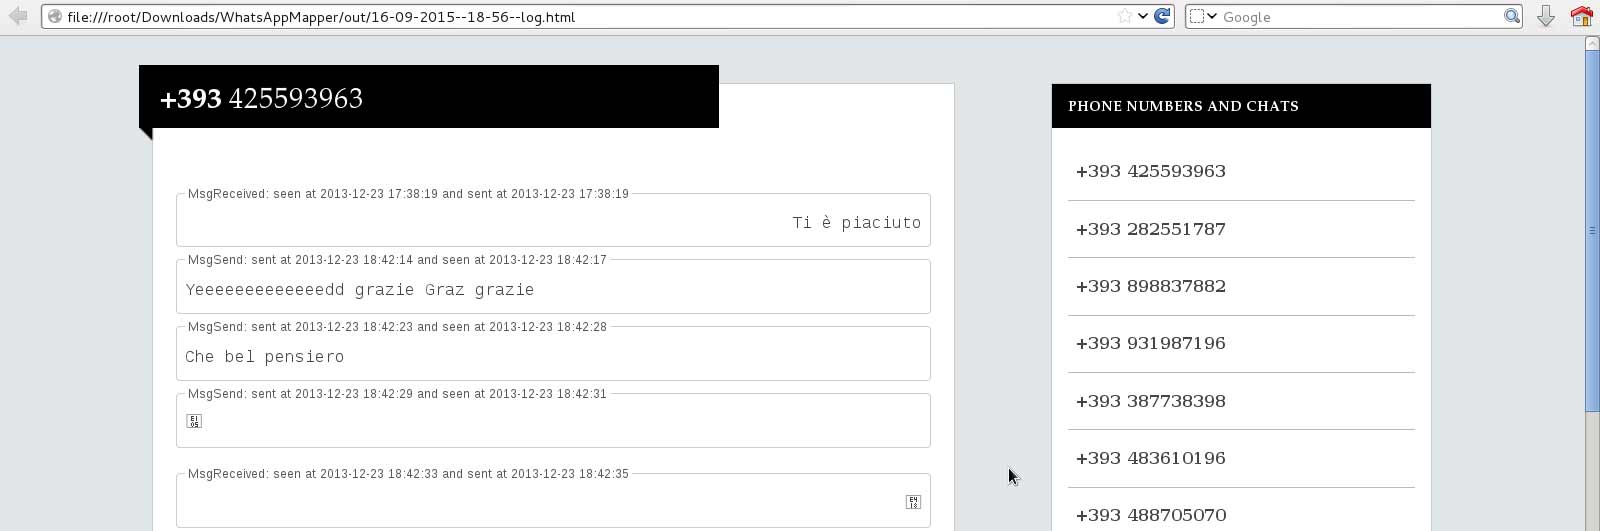 file:///root/Downloads/WhatsAppMapper/out/16-09-2015--18-56--log.html
Google
+393 425593963
MsgReceived: seen at 2013-12-23 17:38:19 and sent at 2013-12-23 17:38:19
Ti è piaciuto
MsgSend: sent at 2013-12-23 18:42:14 and seen at 2013-12-23 18:42:17
Yeeeeeeeeeeeeedd grazie Graz grazie
MsgSend: sent at 2013-12-23 18:42:23 and seen at 2013-12-23 18:42:28
Che bel pensiero
MsgSend: sent at 2013-12-23 18:42:29 and seen at 2013-12-23 18:42:31
MsgReceived: seen at 2013-12-23 18:42:33 and sent at 2013-12-23 18:42:35
PHONE NUMBERS AND CHATS
+393 425593963
+393 282551787
+393 898837882
+393 931987196
+393 387738398
+393 483610196
+393 488705070